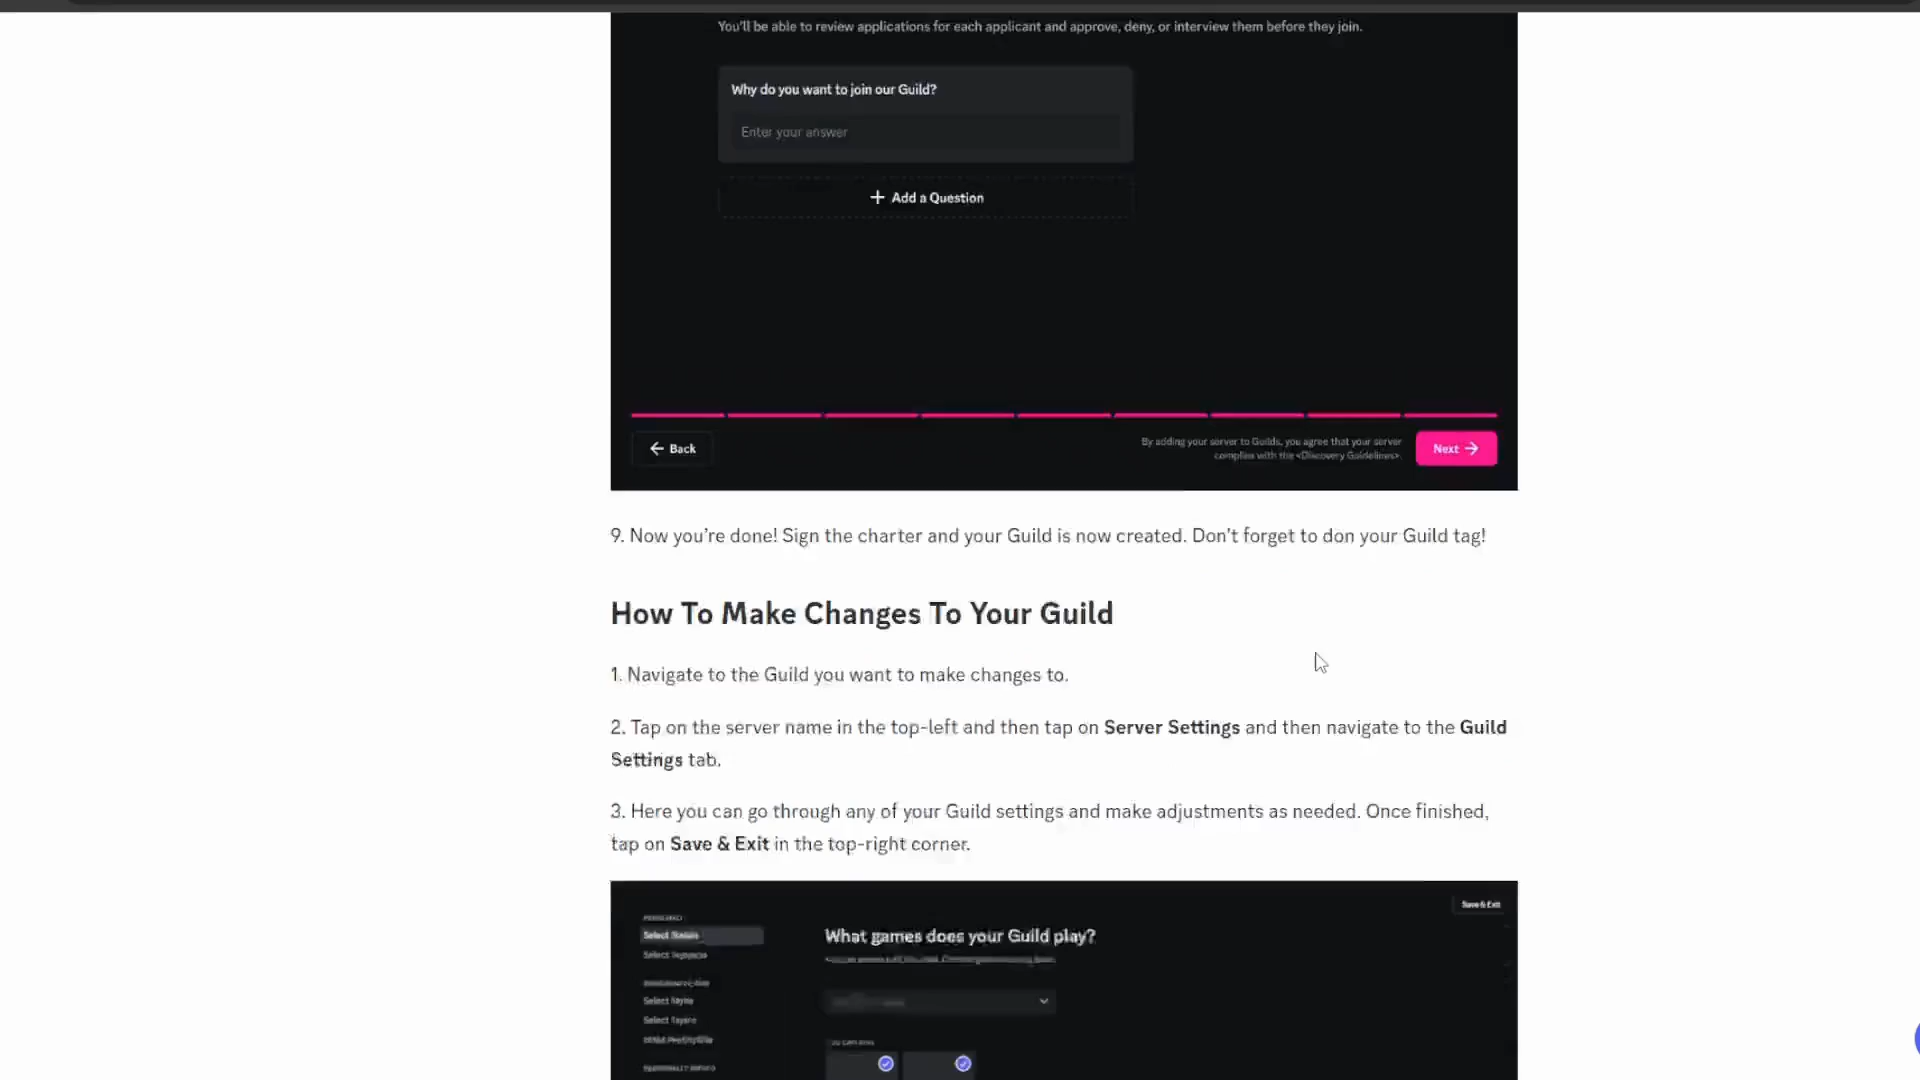 You'll be able to review applications for each applicant and approve, deny, or interview them before they join.
Why do you want to join our Guild?
Enter your answer
Add a Question
Back
By adding your server to Guilds, you agree that your server
complies with the <Discovery Guidelines>.
Next
9. Now you're done! Sign the charter and your Guild is now created. Don't forget to don your Guild tag!
How To Make Changes To Your Guild
1. Navigate to the Guild you want to make changes to.
2. Tap on the server name in the top-left and then tap on Server Settings and then navigate to the Guild
Settings tab.
3. Here you can go through any of your Guild settings and make adjustments as needed. Once finished,
tap on Save & Exit in the top-right corner.
Save & Exit
Select
What games does your Guild play?
Select
Select
Select